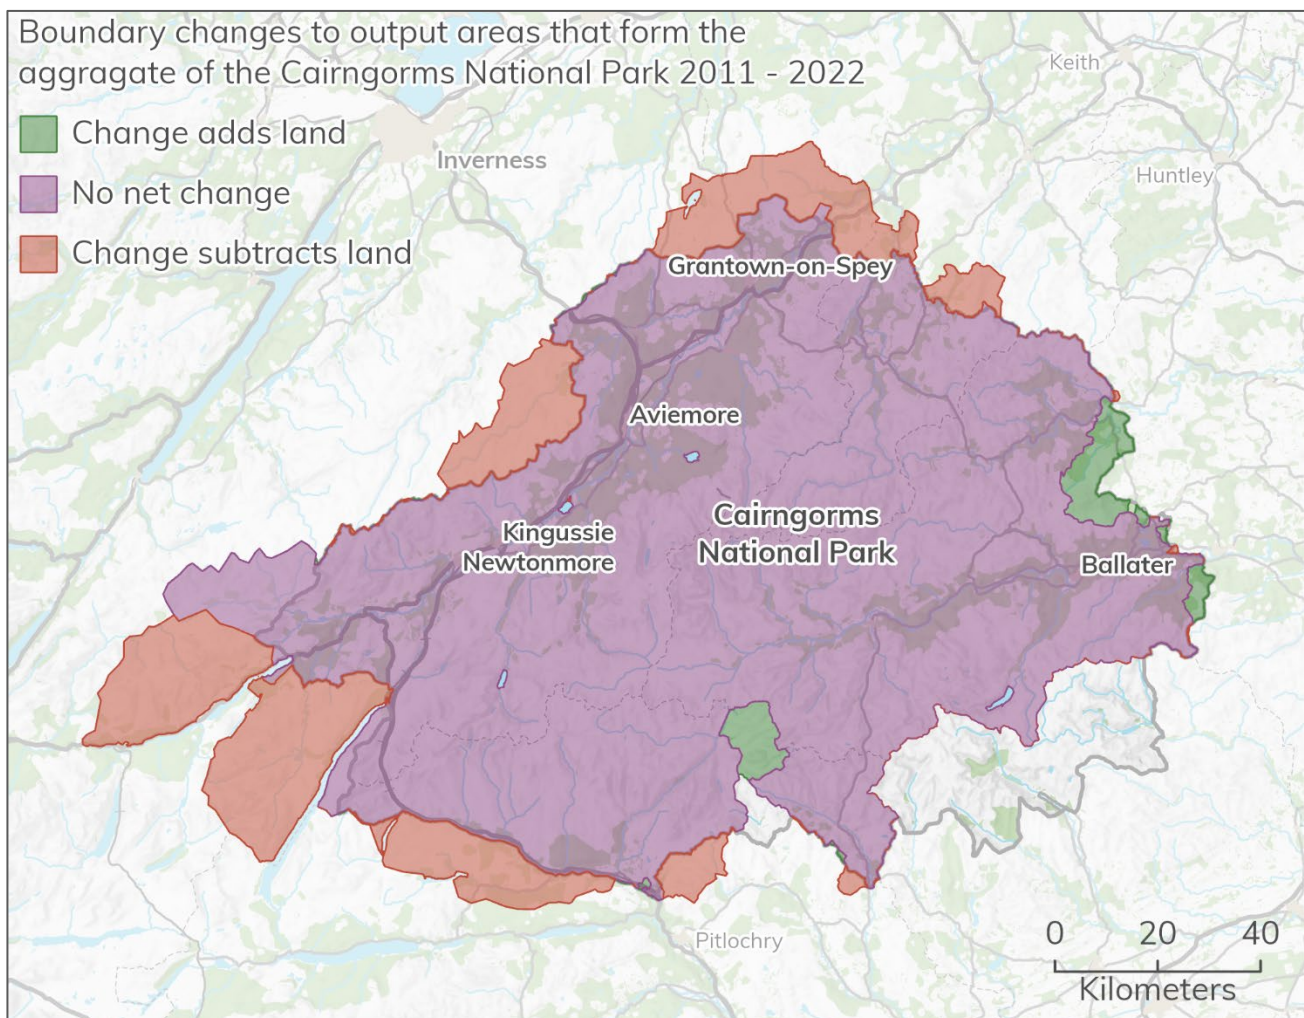 Boundary changes to output areas that form the
aggragate of the Cairngorms National Park 2011 - 2022
Change adds land
No net change
Change subtracts land
Keith
Inverness
Huntley
Grantown-on-Spey
Aviemore
Cairngorms
National Park
Kingussie
Newtonmore
Ballater
Pitlochry
0 20 40
Kilometers